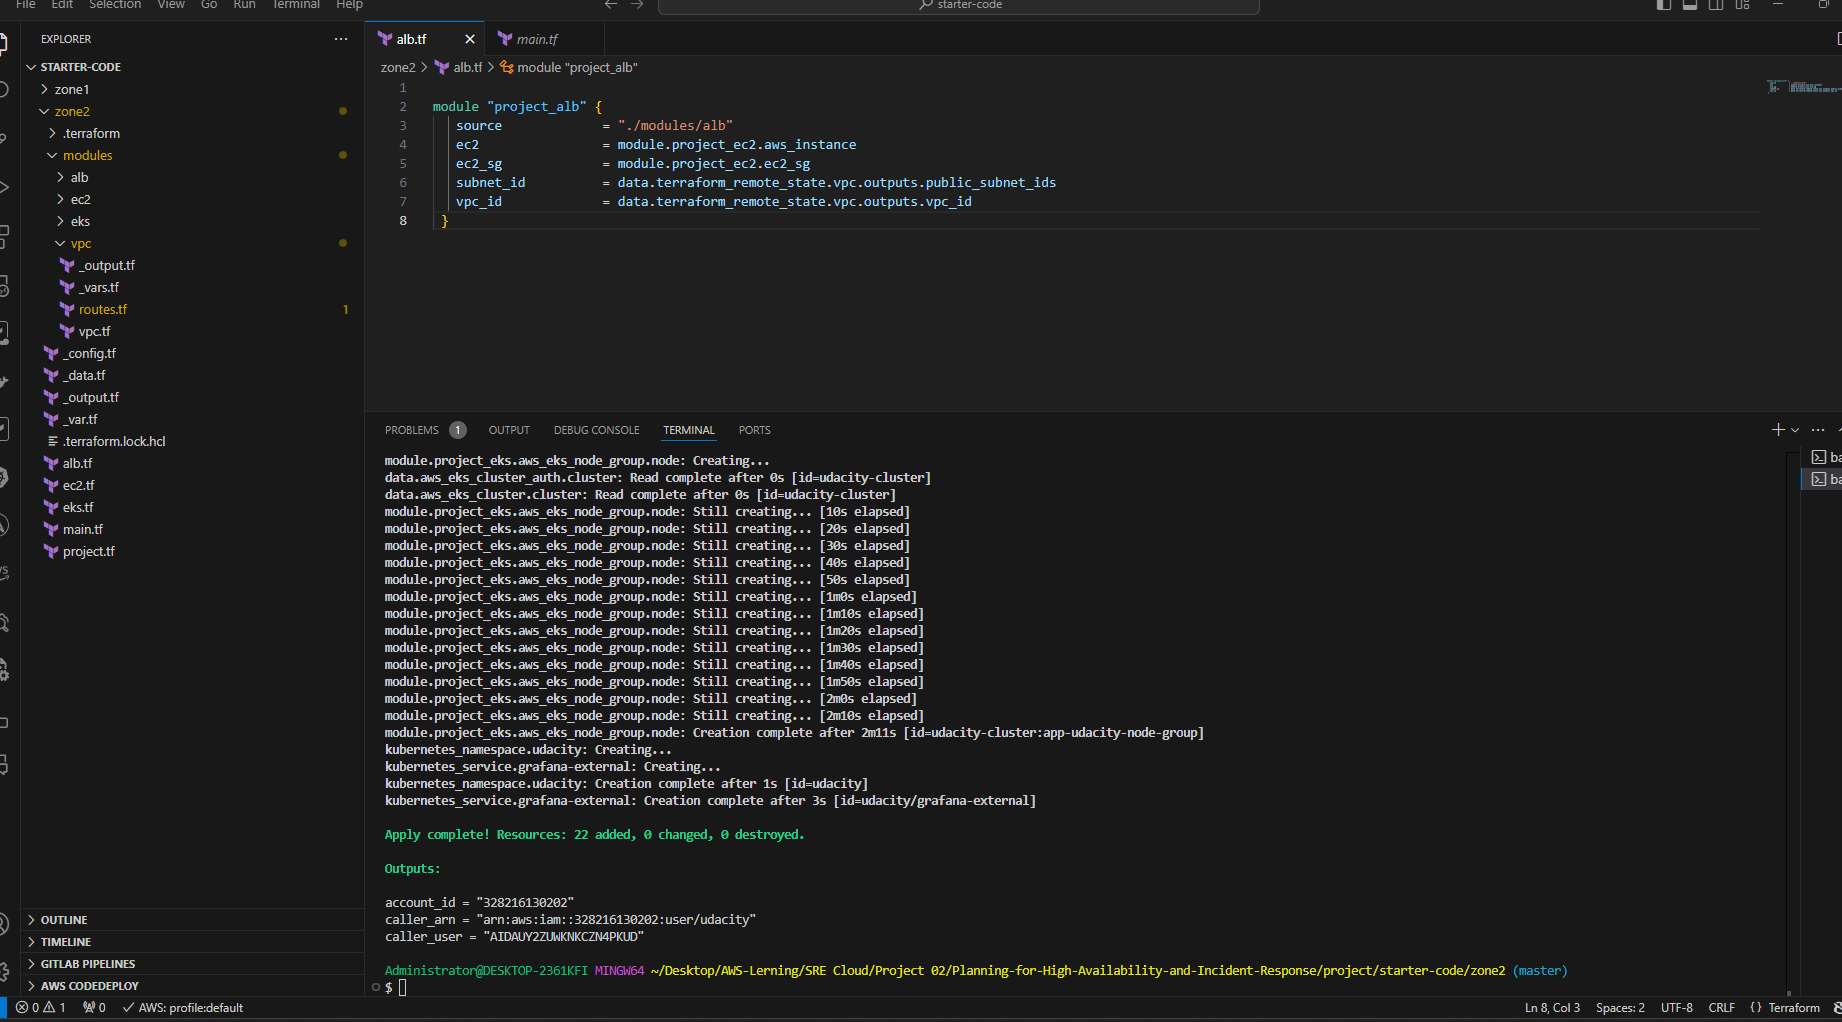 File Edit Selection View Go Run Terminal Help
starter-code
EXPLORER
STARTER-CODE
zone1
zone2
.terraform
modules
alb
ec2
eks
vpc
_output.tf
_vars.tf
routes.tf 1
vpc.tf
_config.tf
_data.tf
_output.tf
_var.tf
.terraform.lock.hcl
alb.tf
ec2.tf
eks.tf
main.tf
project.tf
OUTLINE
TIMELINE
GITLAB PIPELINES
AWS CODEDEPLOY
alb.tf main.tf
zone2 > alb.tf > module "project_alb"
1
2 module "project_alb" {
3 source = "./modules/alb"
4 ec2 = module.project_ec2.aws_instance
5 ec2_sg = module.project_ec2.ec2_sg
6 subnet_id = data.terraform_remote_state.vpc.outputs.public_subnet_ids
7 vpc_id = data.terraform_remote_state.vpc.outputs.vpc_id
8 }
PROBLEMS 1 OUTPUT DEBUG CONSOLE TERMINAL PORTS
ba
ba
module.project_eks.aws_eks_node_group.node: Creating...
data.aws_eks_cluster_auth.cluster: Read complete after 0s [id=udacity-cluster]
data.aws_eks_cluster.cluster: Read complete after 0s [id=udacity-cluster]
module.project_eks.aws_eks_node_group.node: Still creating... [10s elapsed]
module.project_eks.aws_eks_node_group.node: Still creating... [20s elapsed]
module.project_eks.aws_eks_node_group.node: Still creating... [30s elapsed]
module.project_eks.aws_eks_node_group.node: Still creating... [40s elapsed]
module.project_eks.aws_eks_node_group.node: Still creating... [50s elapsed]
module.project_eks.aws_eks_node_group.node: Still creating... [1m0s elapsed]
module.project_eks.aws_eks_node_group.node: Still creating... [1m10s elapsed]
module.project_eks.aws_eks_node_group.node: Still creating... [1m20s elapsed]
module.project_eks.aws_eks_node_group.node: Still creating... [1m30s elapsed]
module.project_eks.aws_eks_node_group.node: Still creating... [1m40s elapsed]
module.project_eks.aws_eks_node_group.node: Still creating... [1m50s elapsed]
module.project_eks.aws_eks_node_group.node: Still creating... [2m0s elapsed]
module.project_eks.aws_eks_node_group.node: Still creating... [2m10s elapsed]
module.project_eks.aws_eks_node_group.node: Creation complete after 2m11s [id=udacity-cluster:app-udacity-node-group]
kubernetes_namespace.udacity: Creating...
kubernetes_service.grafana-external: Creating...
kubernetes_namespace.udacity: Creation complete after 1s [id=udacity]
kubernetes_service.grafana-external: Creation complete after 3s [id=udacity/grafana-external]
Apply complete! Resources: 22 added, 0 changed, 0 destroyed.
Outputs:
account_id = "328216130202"
caller_arn = "arn:aws:iam::328216130202:user/udacity"
caller_user = "AIDAUY2ZUWKNKCZN4PKUD"
Administrator@DESKTOP-2361KFI MINGW64 ~/Desktop/AWS-Lerning/SRE Cloud/Project 02/Planning-for-High-Availability-and-Incident-Response/project/starter-code/zone2 (master)
$
0 1 0 AWS: profile:default Ln 8, Col 3 Spaces: 2 UTF-8 CRLF {} Terraform